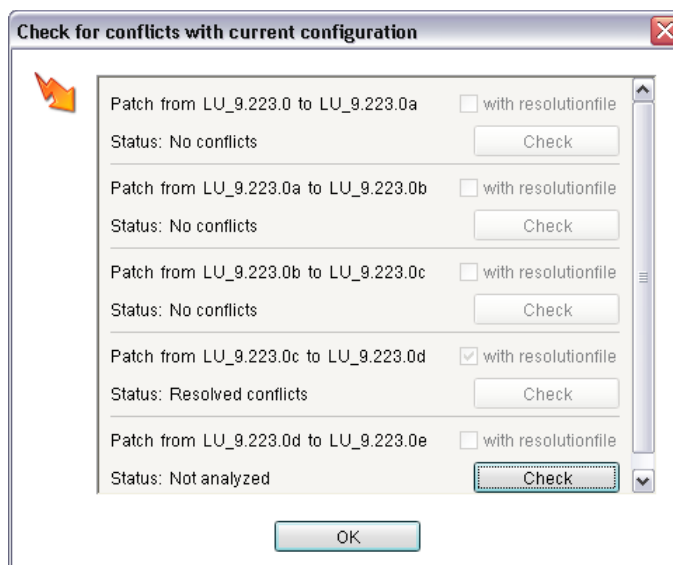 Check for conflicts with current configuration
Patch from LU_9.223.0 to LU_9.223.0a with resolutionfile
Status: No conflicts Check
Patch from LU_9.223.0a to LU_9.223.0b with resolutionfile
Status: No conflicts Check
Patch from LU_9.223.0b to LU_9.223.0c with resolutionfile
Status: No conflicts Check
Patch from LU_9.223.0c to LU_9.223.0d with resolutionfile
Status: Resolved conflicts Check
Patch from LU_9.223.0d to LU_9.223.0e with resolutionfile
Status: Not analyzed Check
OK